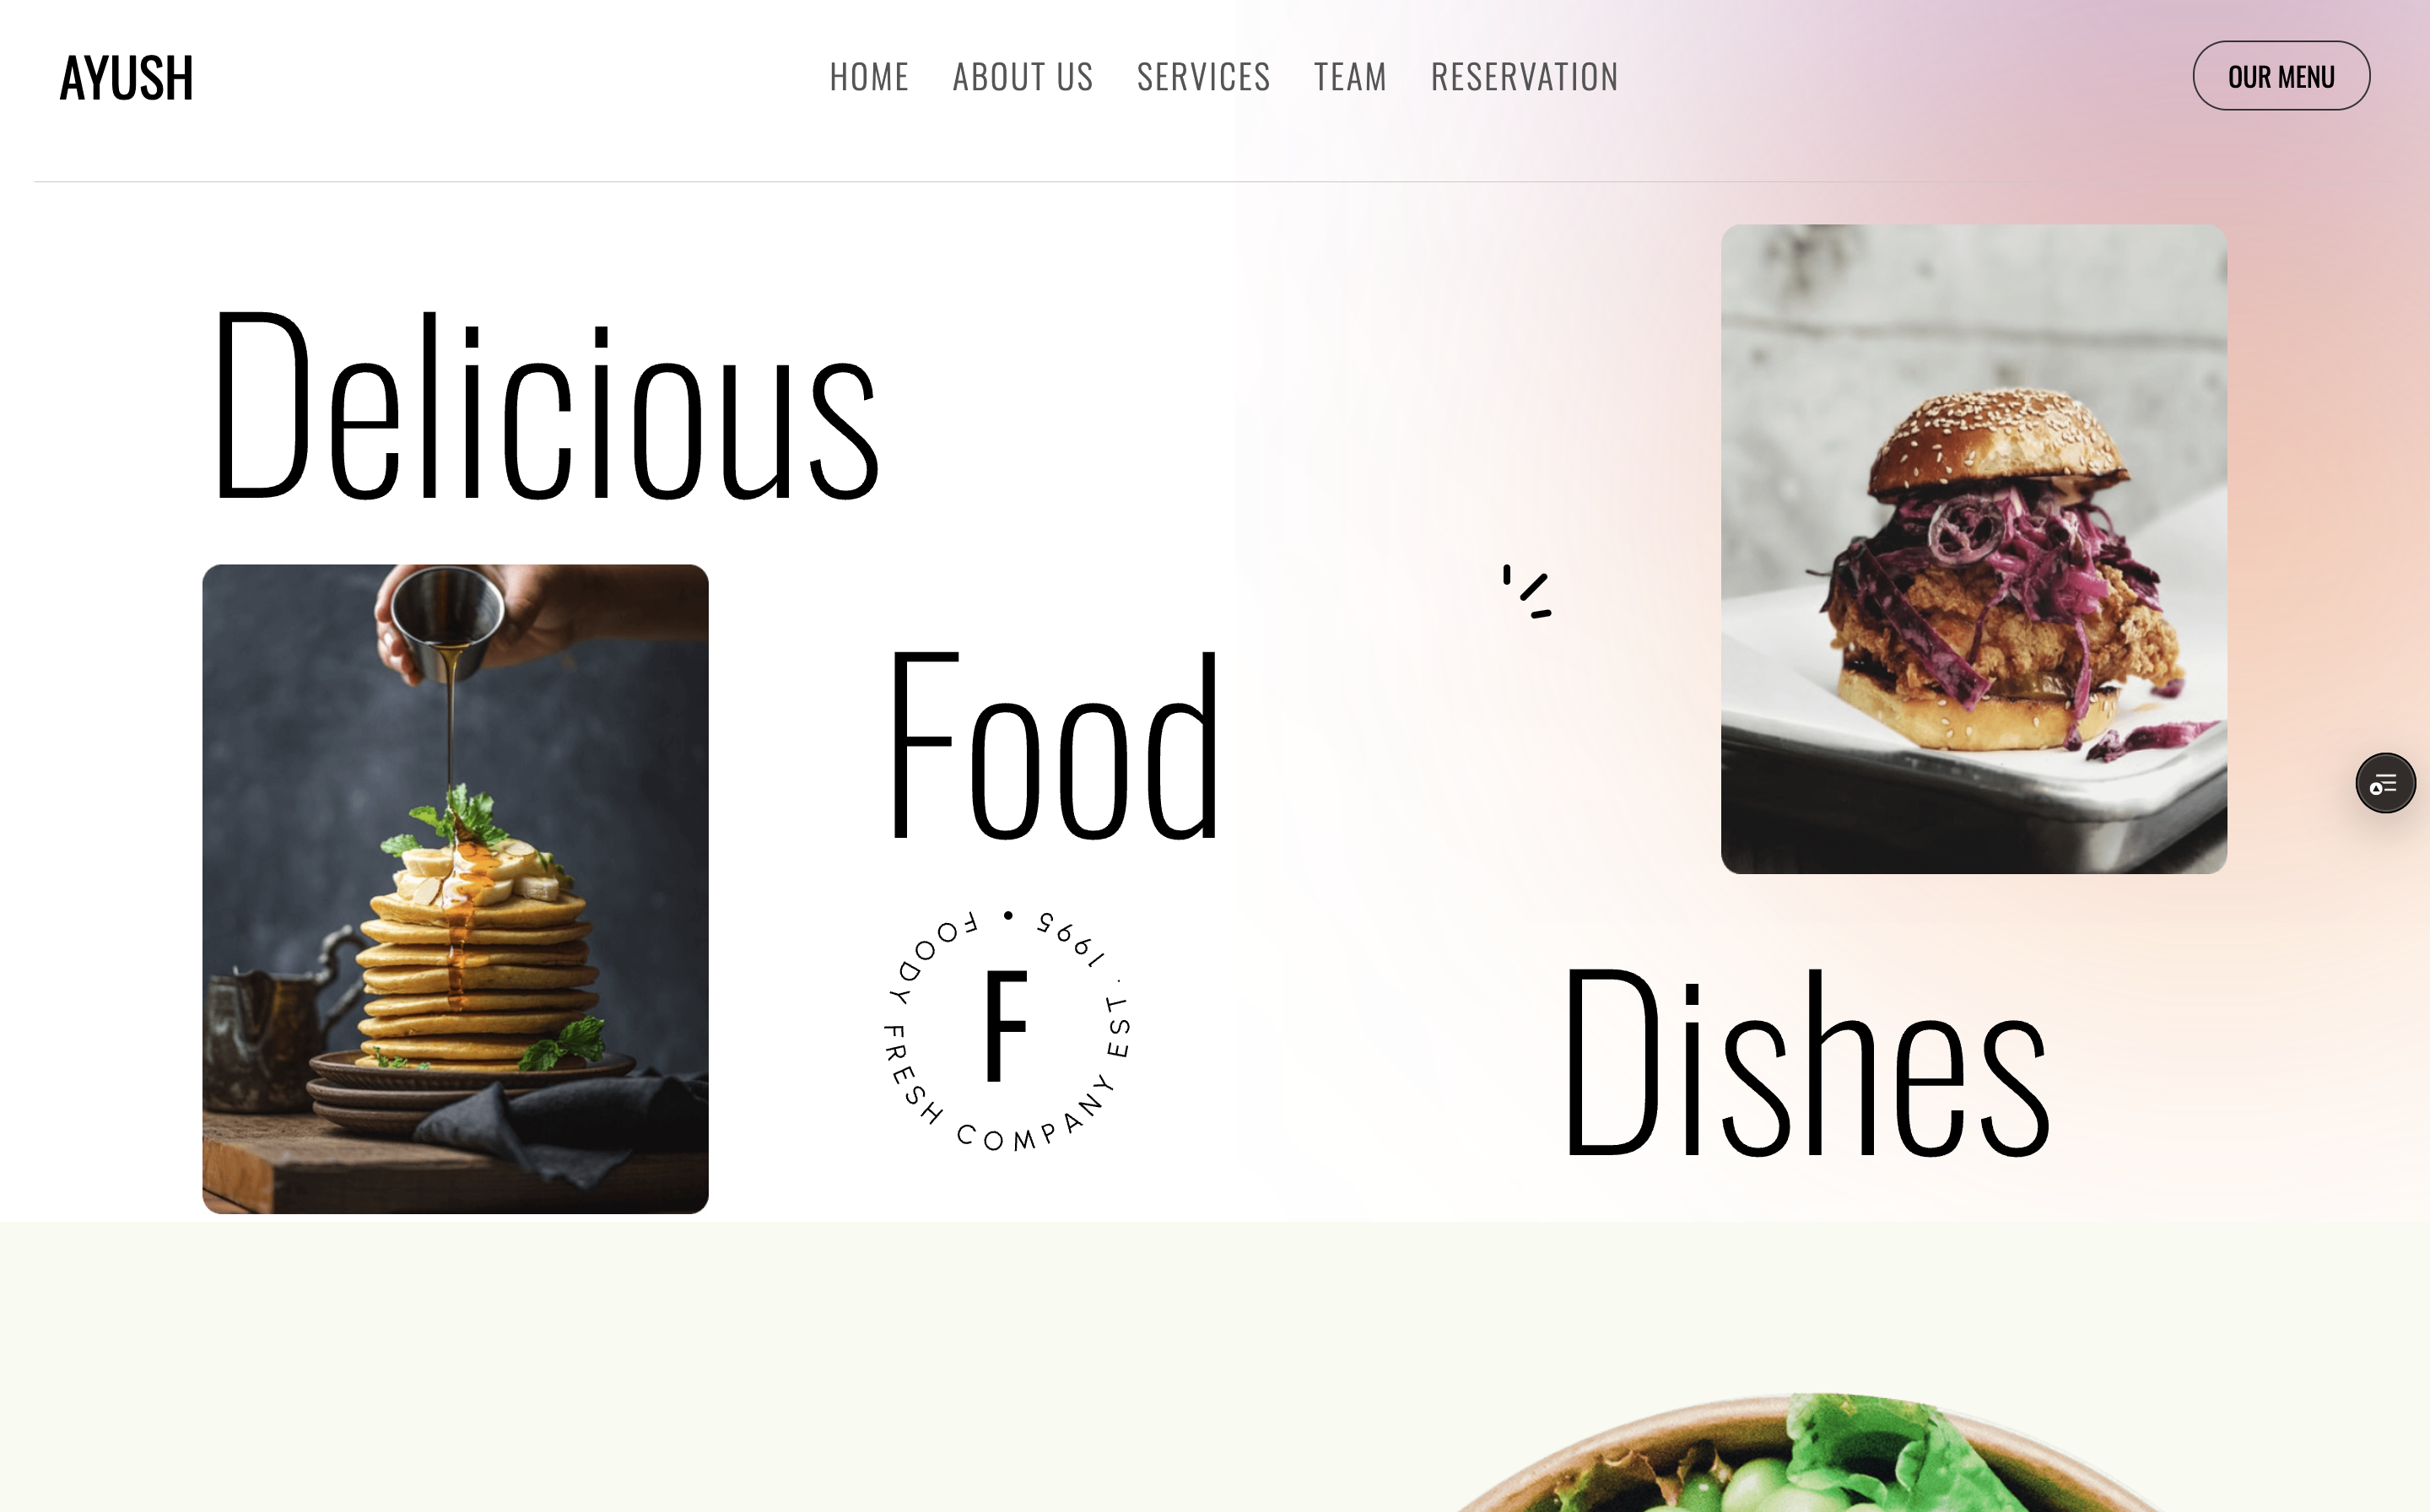 AYUSH
HOME ABOUT US SERVICES TEAM RESERVATION
OUR MENU
Delicious
Food
FOODY FRESH COMPANY EST . 1995 •
F
Dishes